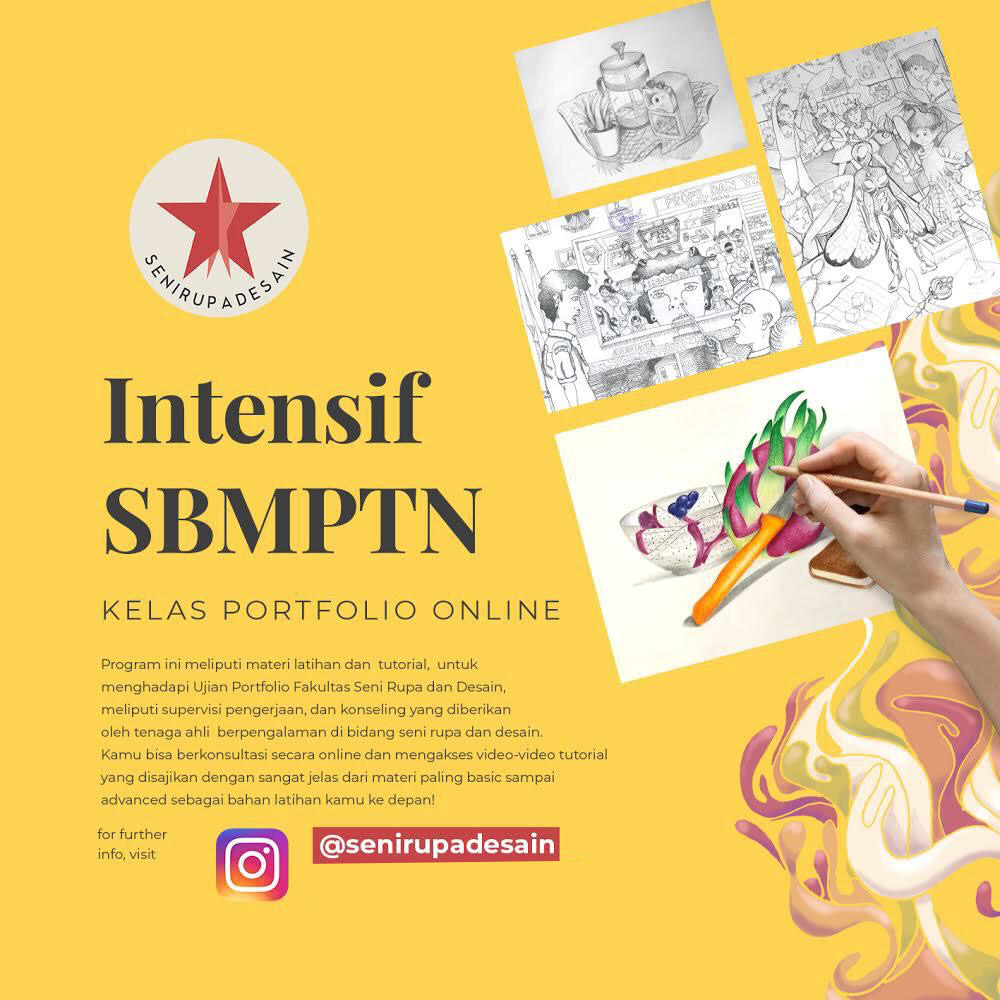 PROFIL DAN
SENIRUPADESAIN
Intensif
SBMPTN
KELAS PORTFOLIO ONLINE
Program ini meliputi materi latihan dan tutorial, untuk
menghadapi Ujian Portfolio Fakultas Seni Rupa dan Desain,
meliputi supervisi pengerjaan, dan konseling yang diberikan
oleh tenaga ahli berpengalaman di bidang seni rupa dan desain.
Kamu bisa berkonsultasi secara online dan mengakses video-video tutorial
yang disajikan dengan sangat jelas dari materi paling basic sampai
advanced sebagai bahan latihan kamu ke depan!
for further
info, visit
@senirupadesain